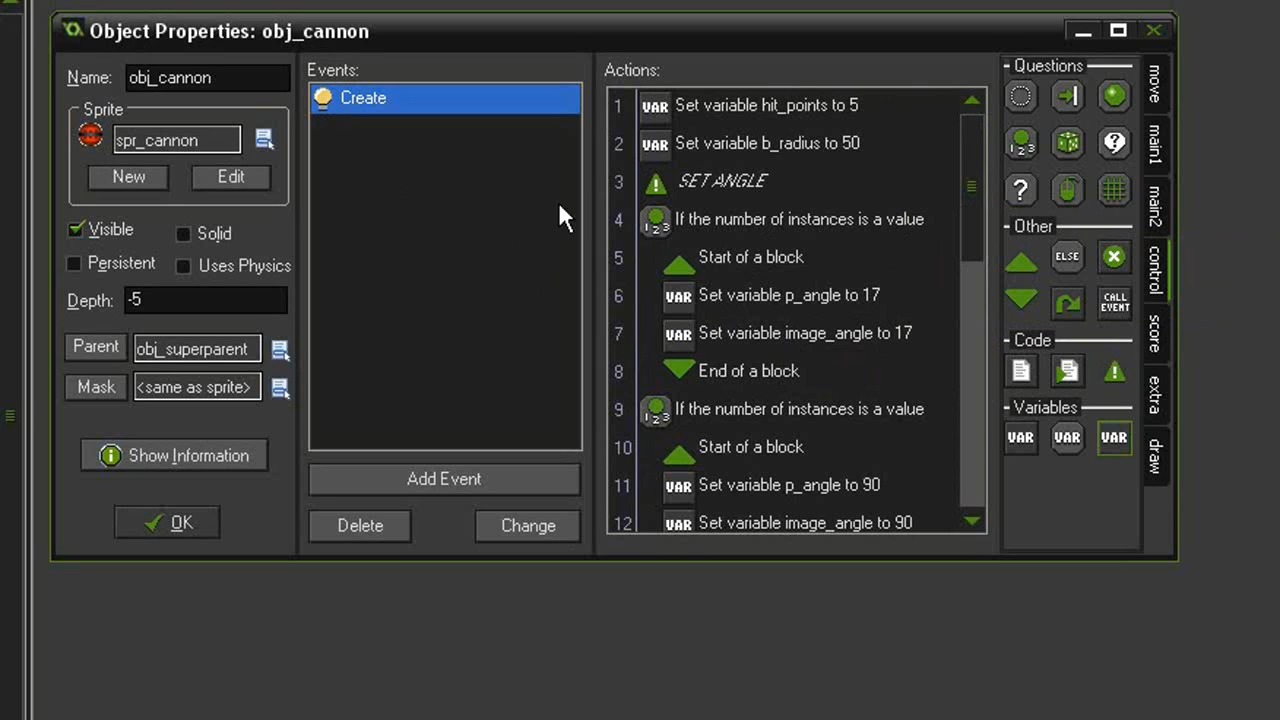 Object Properties: obj_cannon
Name: obj_cannon
Sprite
spr_cannon
New Edit
Visible Solid
Persistent Uses Physics
Depth: -5
Parent obj_superparent
Mask <same as sprite>
Show Information
OK
Events:
Create
Add Event
Delete Change
Actions:
1 VAR Set variable hit_points to 5
2 VAR Set variable b_radius to 50
3 SET ANGLE
4 123 If the number of instances is a value
5 Start of a block
6 VAR Set variable p_angle to 17
7 VAR Set variable image_angle to 17
8 End of a block
9 123 If the number of instances is a value
10 Start of a block
11 VAR Set variable p_angle to 90
12 VAR Set variable image_angle to 90
Questions
123 ?
?
Other
ELSE
CALL
EVENT
Code
Variables
VAR VAR VAR
move
main1
main2
control
score
extra
draw